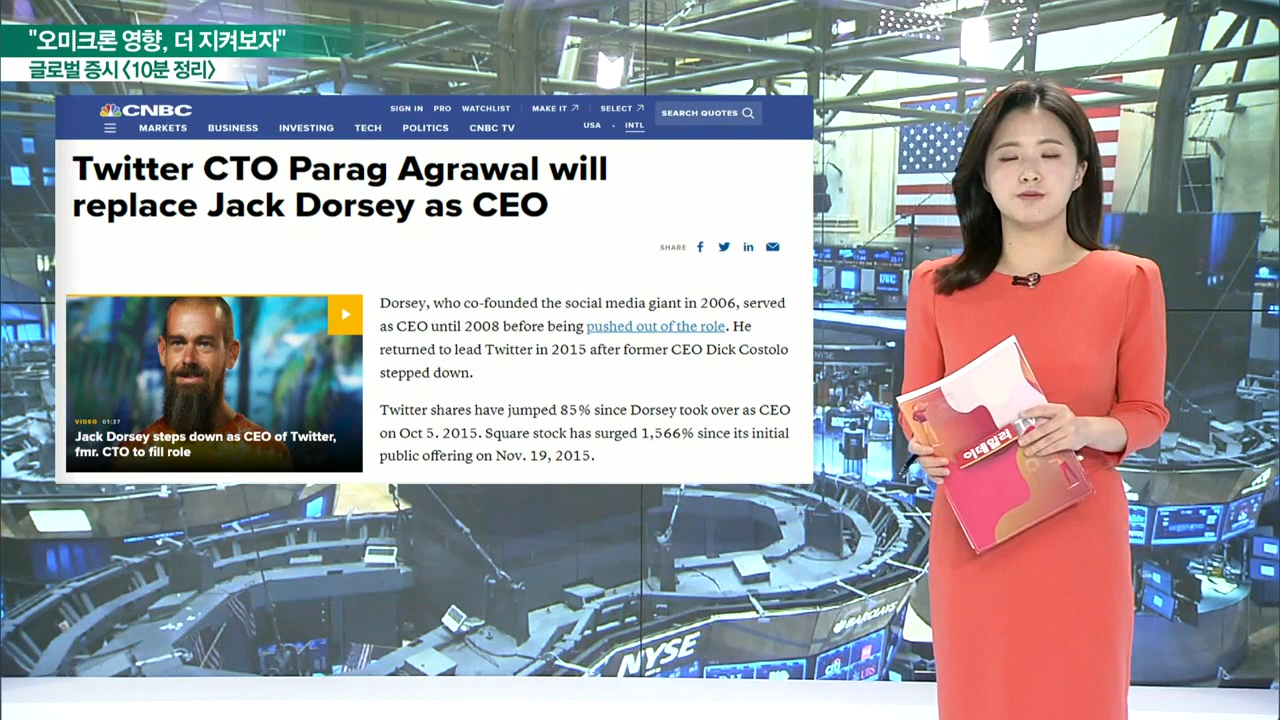 "오미크론 영향, 더 지켜보자"
글로벌 증시 <10분 정리>
CNBC
SIGN IN PRO WATCHLIST MAKE IT SELECT SEARCH QUOTES
MARKETS BUSINESS INVESTING TECH POLITICS CNBC TV USA · INTL
Twitter CTO Parag Agrawal will
replace Jack Dorsey as CEO
SHARE
VIDEO 01:37
Jack Dorsey steps down as CEO of Twitter,
fmr. CTO to fill role
Dorsey, who co-founded the social media giant in 2006, served
as CEO until 2008 before being pushed out of the role. He
returned to lead Twitter in 2015 after former CEO Dick Costolo
stepped down.
Twitter shares have jumped 85% since Dorsey took over as CEO
on Oct 5. 2015. Square stock has surged 1,566% since its initial
public offering on Nov. 19, 2015.
이데일리 TV
NYSE
BARCLAYS
citi
UBS